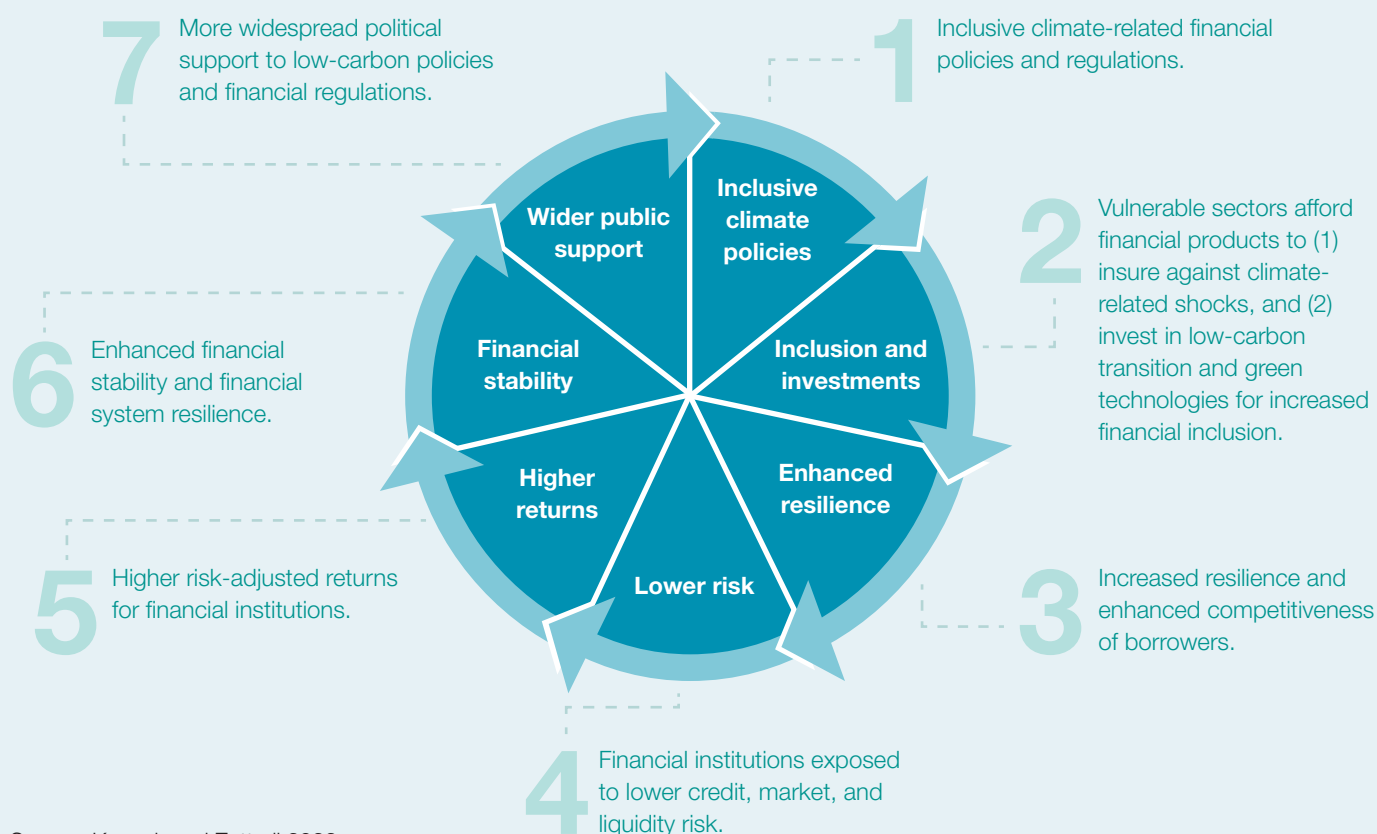 1
Inclusive climate-related financial
policies and regulations.
2
Vulnerable sectors afford
financial products to (1)
insure against climate-
related shocks, and (2)
invest in low-carbon
transition and green
technologies for increased
financial inclusion.
3
Increased resilience and
enhanced competitiveness
of borrowers.
4
Financial institutions exposed
to lower credit, market, and
liquidity risk.
5
Higher risk-adjusted returns
for financial institutions.
6
Enhanced financial
stability and financial
system resilience.
7
More widespread political
support to low-carbon policies
and financial regulations.
Inclusive
climate
policies
Inclusion and
investments
Enhanced
resilience
Lower risk
Higher
returns
Financial
stability
Wider public
support